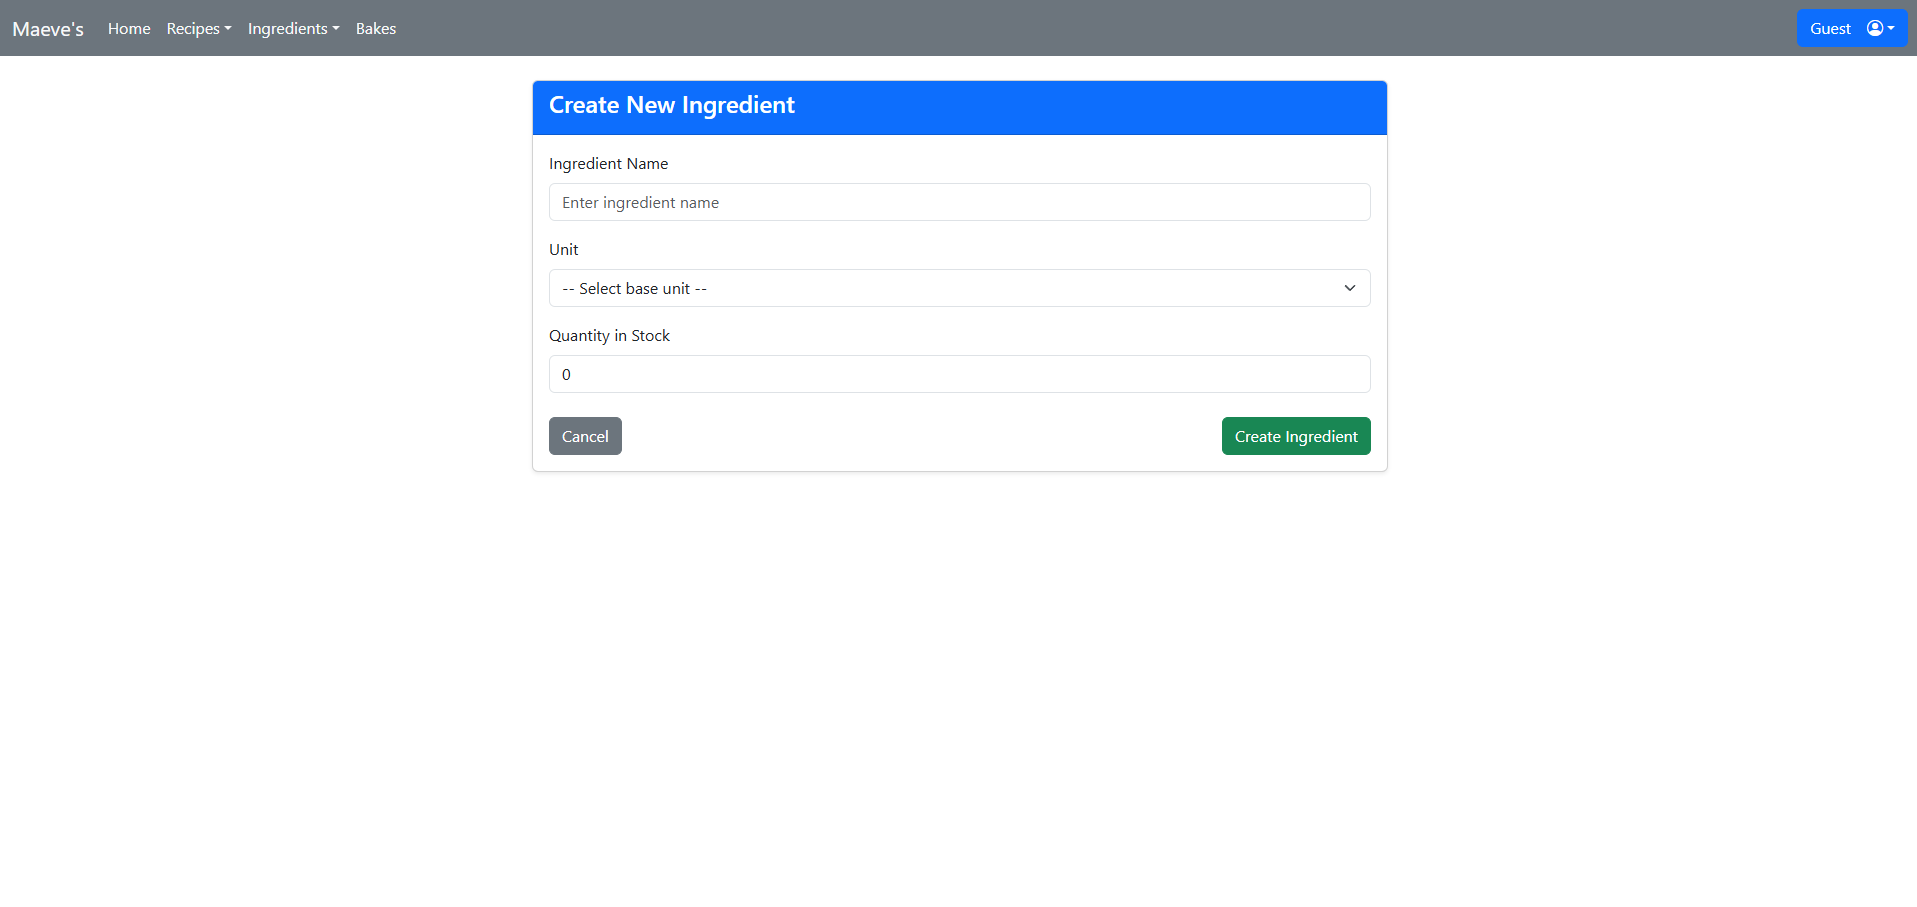 Maeve's Home Recipes Ingredients Bakes Guest
Create New Ingredient
Ingredient Name
Enter ingredient name
Unit
-- Select base unit --
Quantity in Stock
0
Cancel Create Ingredient